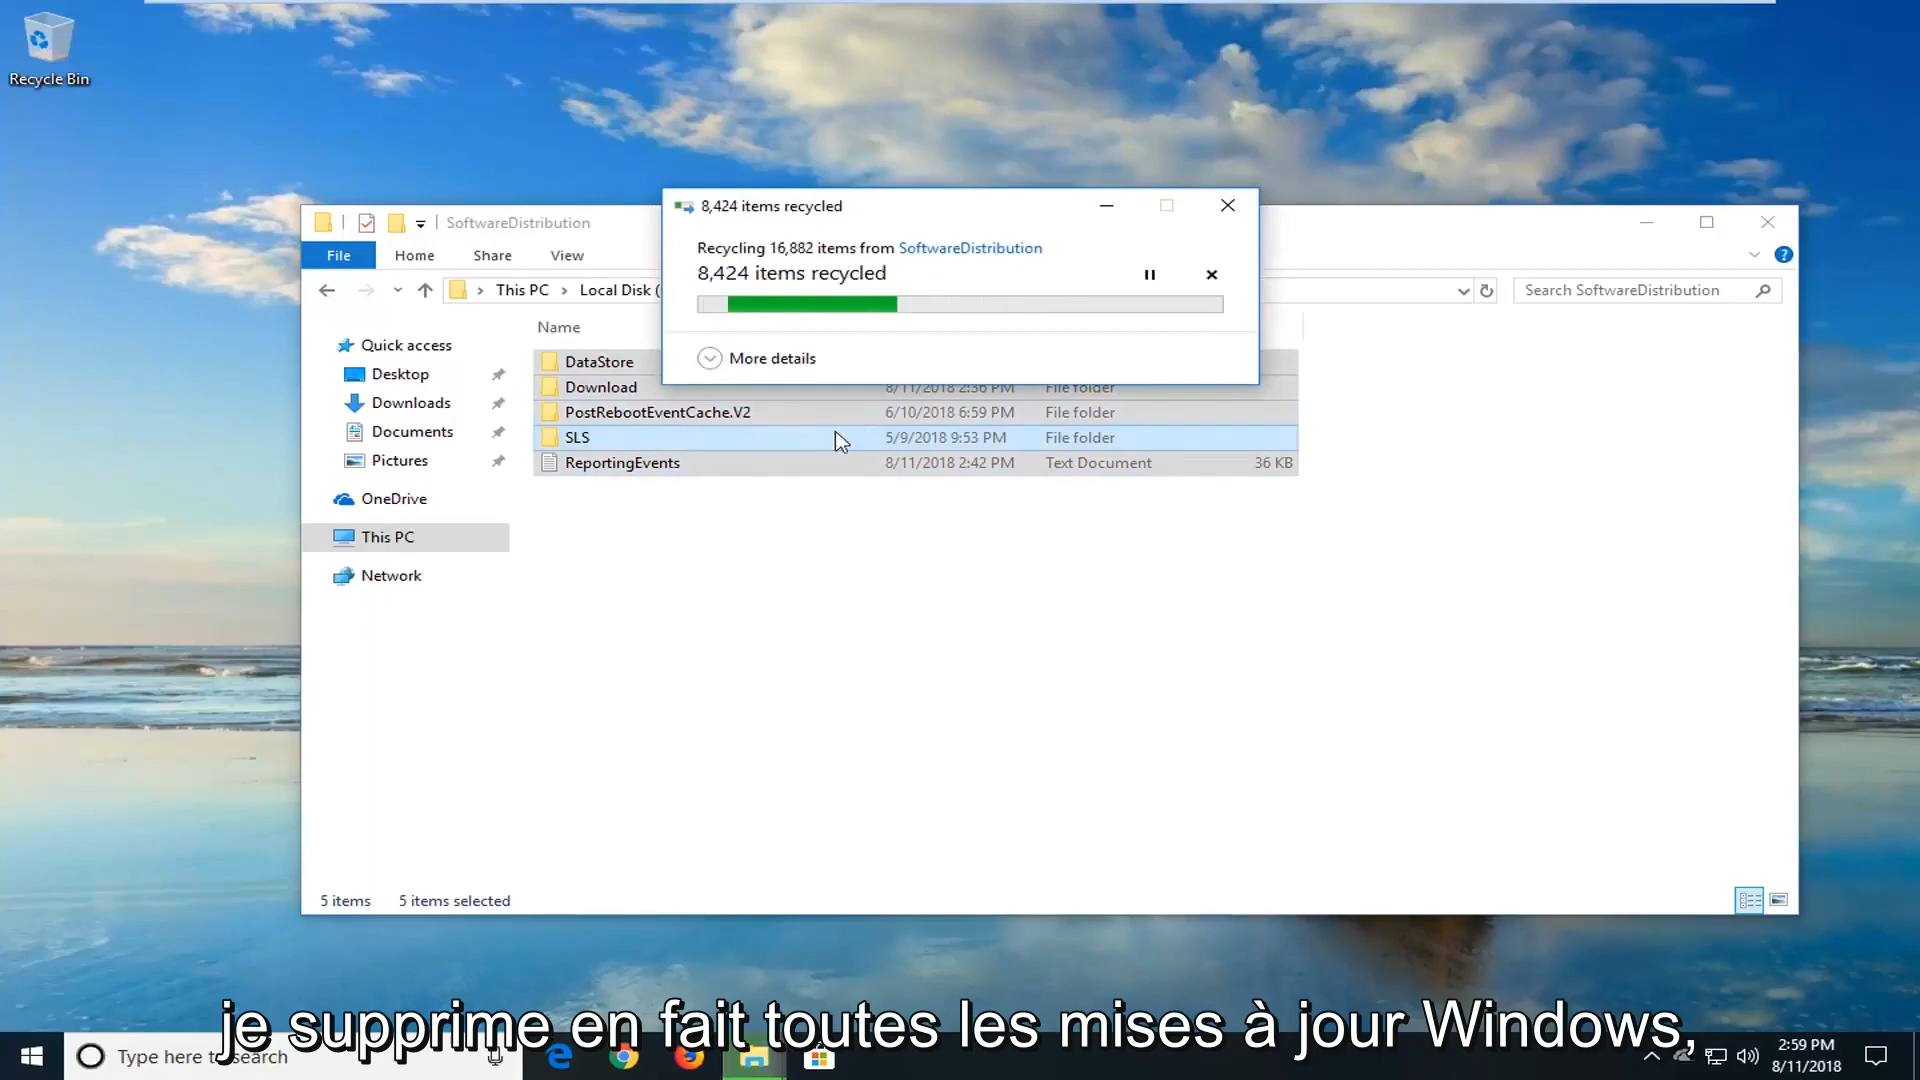 Recycle Bin
SoftwareDistribution
File Home Share View
This PC Local Disk (
Search SoftwareDistribution
8,424 items recycled
Recycling 16,882 items from SoftwareDistribution
8,424 items recycled
More details
Name
Quick access
Desktop
Downloads
Documents
Pictures
OneDrive
This PC
Network
DataStore
Download 8/11/2018 2:36 PM File folder
PostRebootEventCache.V2 6/10/2018 6:59 PM File folder
SLS 5/9/2018 9:53 PM File folder
ReportingEvents 8/11/2018 2:42 PM Text Document 36 KB
5 items 5 items selected
je supprime en fait toutes les mises à jour Windows,
Type here to search
2:59 PM
8/11/2018